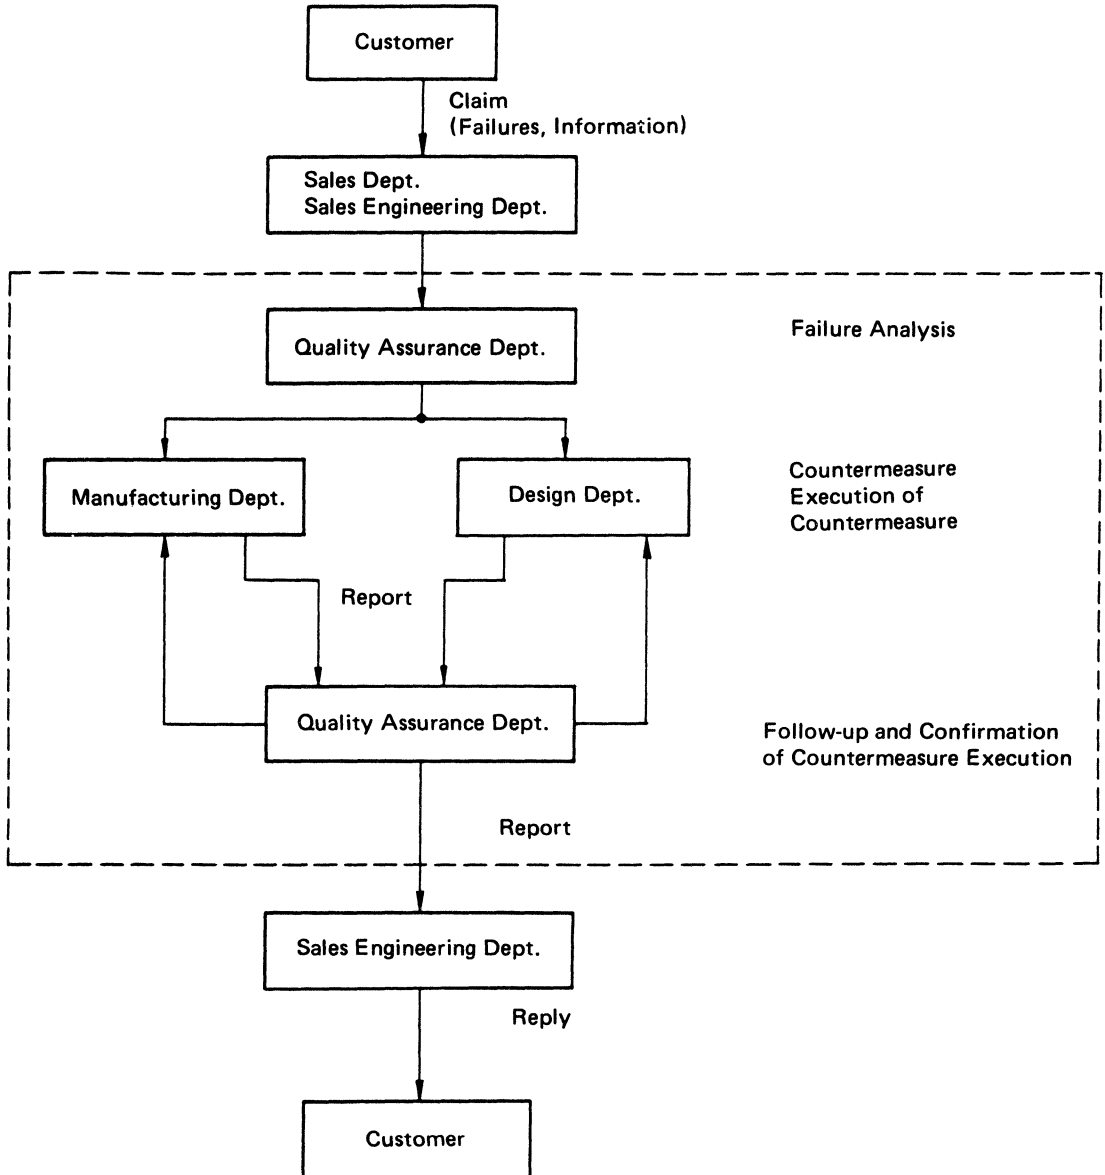 Customer
Claim
(Failures, Information)
Sales Dept.
Sales Engineering Dept.
Quality Assurance Dept.
Failure Analysis
Manufacturing Dept.
Design Dept.
Countermeasure
Execution of
Countermeasure
Report
Quality Assurance Dept.
Follow-up and Confirmation
of Countermeasure Execution
Report
Sales Engineering Dept.
Reply
Customer